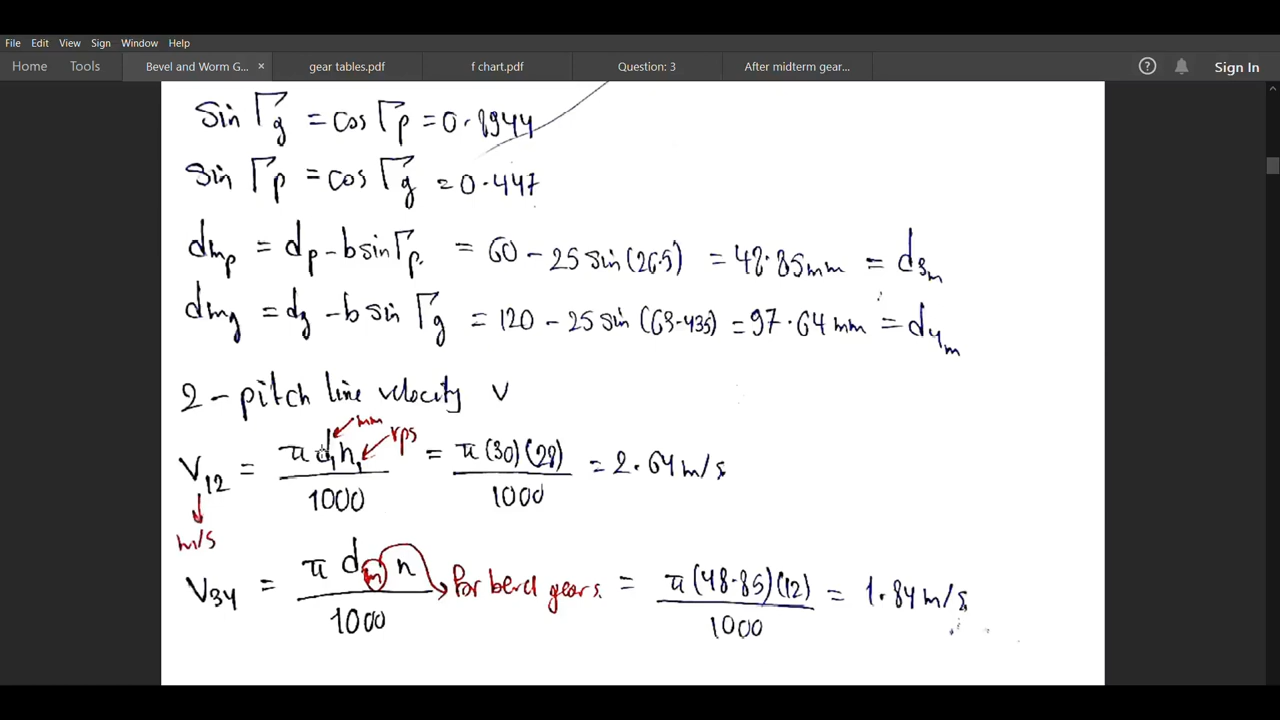 File Edit View Sign Window Help
Home Tools Bevel and Worm G... × gear tables.pdf f chart.pdf Question: 3 After midterm gear... Sign In
Sin Γg = cos Γp = 0.8944
Sin Γp = cos Γg = 0.447
dmp = dp - b sin Γp = 60 - 25 sin(26.5) = 48.85mm = d3m
dmg = dg - b sin Γg = 120 - 25 sin (63.435) = 97.64 mm = d4m
2 - pitch line velocity V
mm
rps
V12 = π d1 n1 / 1000 = π (30)(28) / 1000 = 2.64 m/s
m/s
V34 = π dm n / 1000 For bevel gears. = π (48.85)(12) / 1000 = 1.84 m/s